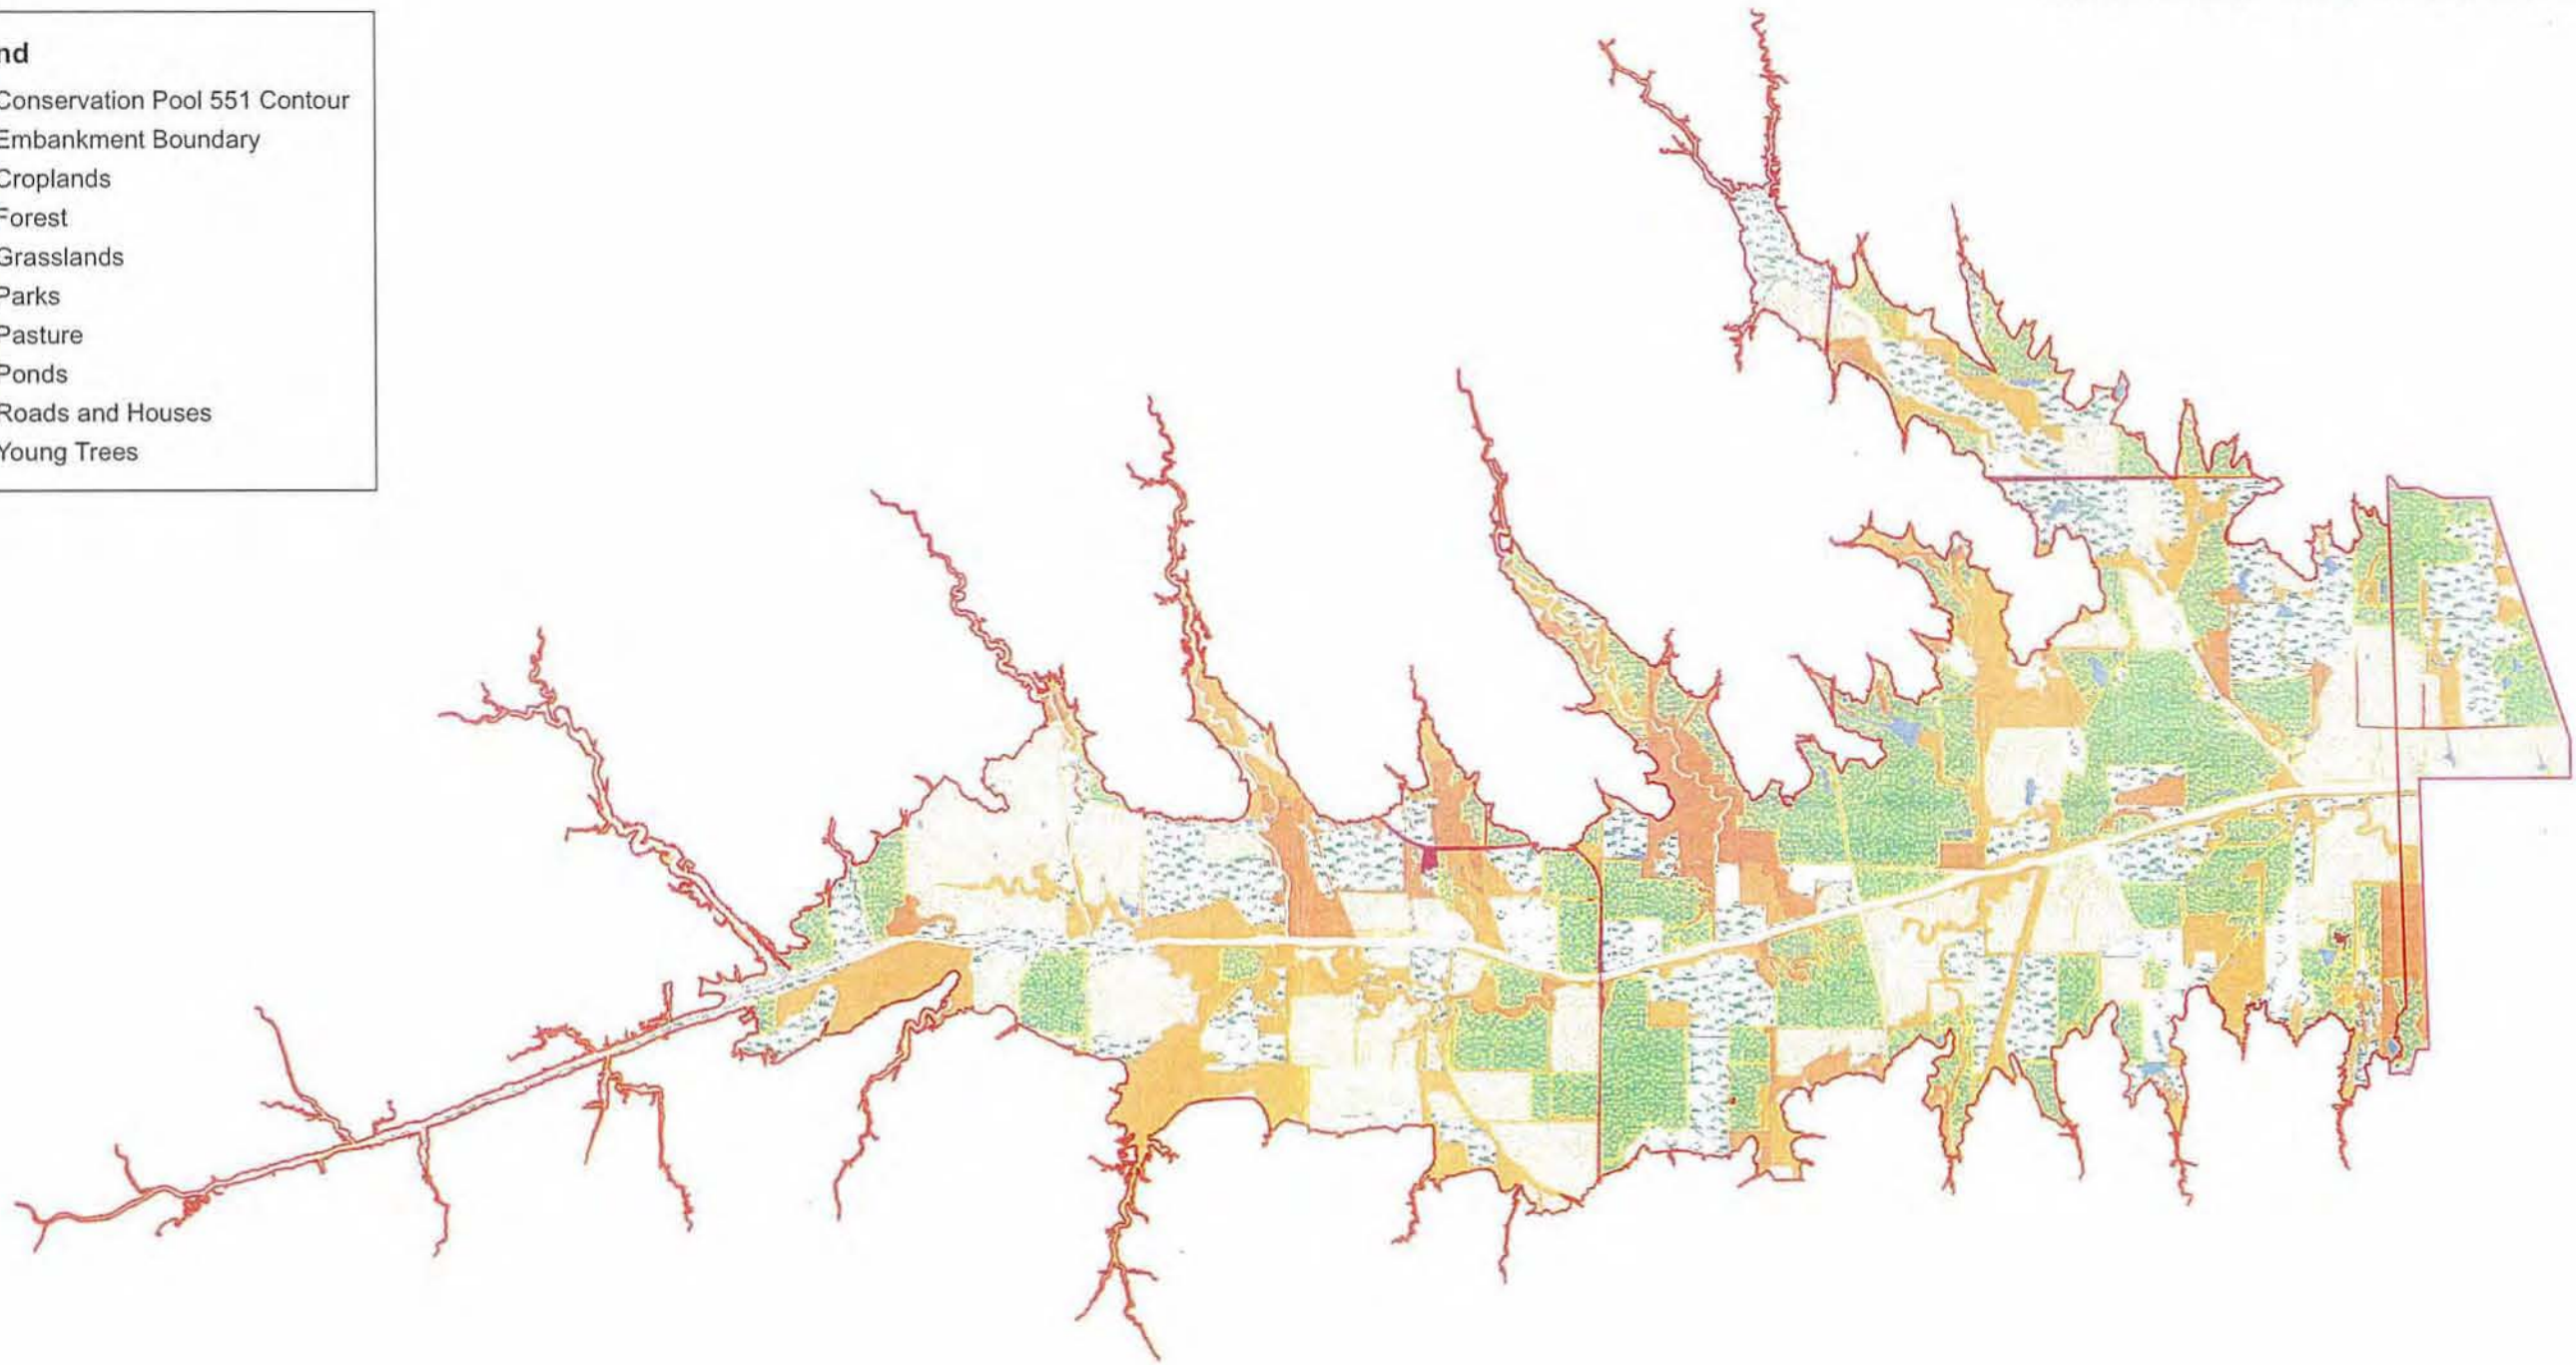 nd
Conservation Pool 551 Contour
Embankment Boundary
Croplands
Forest
Grasslands
Parks
Pasture
Ponds
Roads and Houses
Young Trees